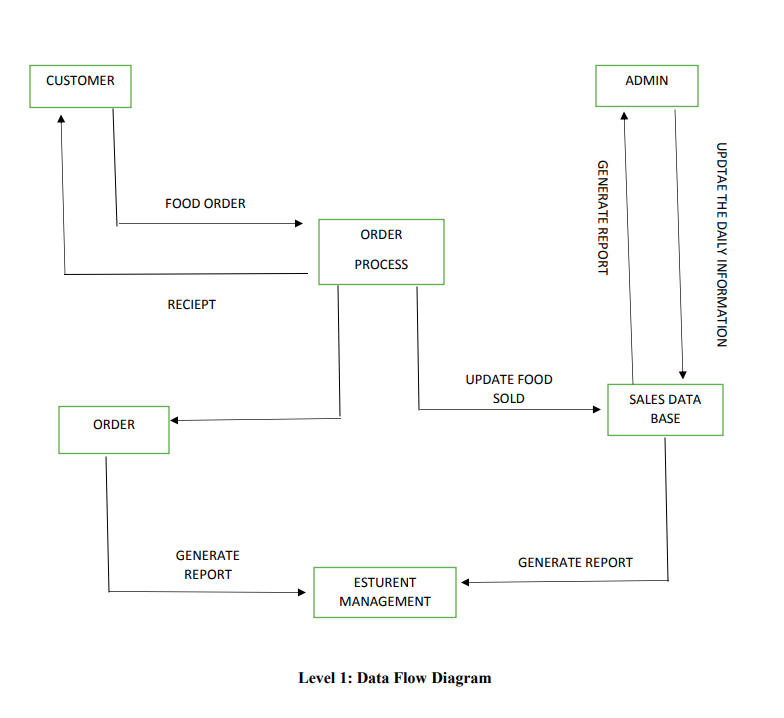 CUSTOMER
ADMIN
FOOD ORDER
GENERATE REPORT
UPDTAE THE DAILY INFORMATION
ORDER
PROCESS
RECIEPT
UPDATE FOOD
SOLD
SALES DATA
BASE
ORDER
GENERATE
REPORT
GENERATE REPORT
ESTURENT
MANAGEMENT
Level 1: Data Flow Diagram